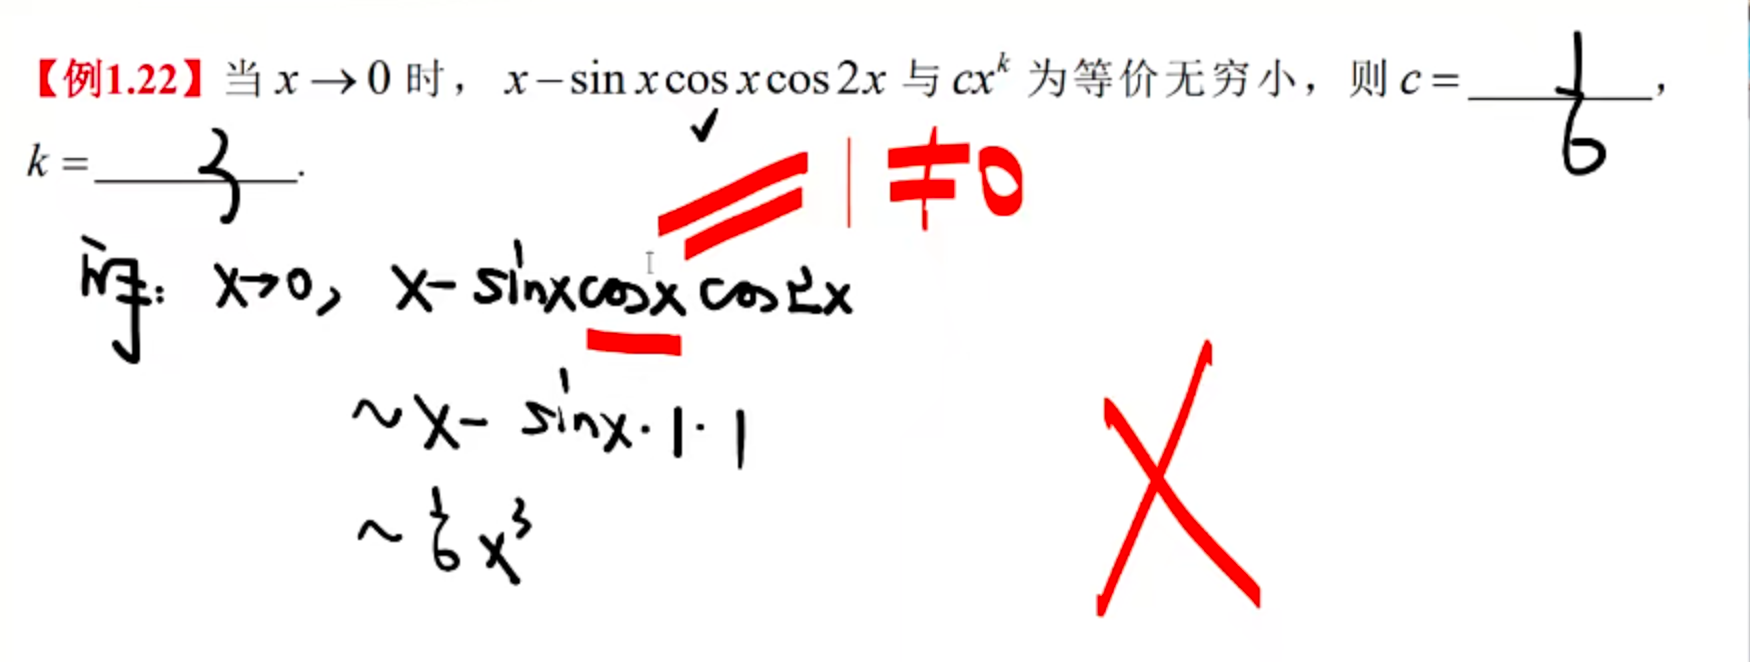 【例1.22】当 x → 0 时，x − sin x cos x cos 2x 与 cx^k 为等价无穷小，则 c = 1/6，
k = 3.
= 1 ≠ 0
解: x→0, x - sinx cosx cos2x
~ x - sinx · 1 · 1
~ 1/6 x³